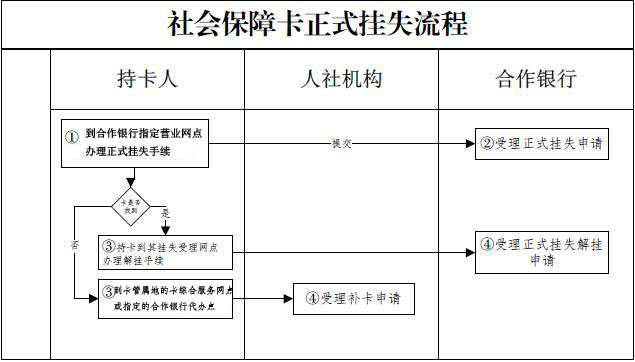 社会保障卡正式挂失流程
持卡人
人社机构
合作银行
① 到合作银行指定营业网点
办理正式挂失手续
提交
②受理正式挂失申请
卡是否
找到
是
否
③持卡到其挂失受理网点
办理解挂手续
④受理正式挂失解挂
申请
③到卡管属地的卡综合服务网点
或指定的合作银行代办点
④受理补卡申请